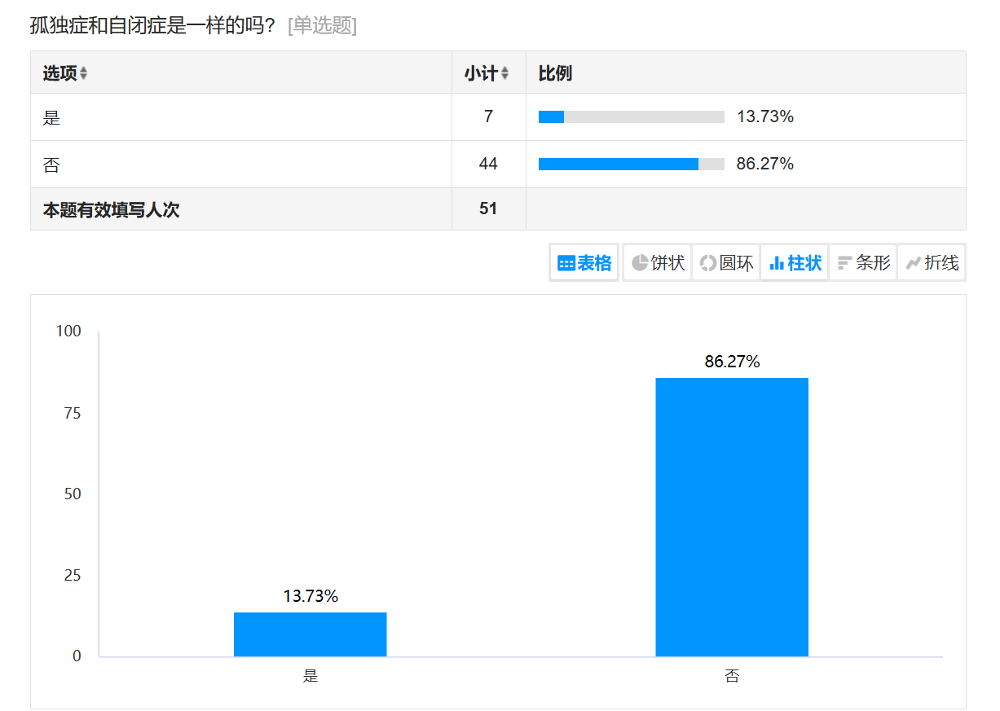 孤独症和自闭症是一样的吗? [单选题]
选项 小计 比例
是 7 13.73%
否 44 86.27%
本题有效填写人次 51
表格 饼状 圆环 柱状 条形 折线
100
86.27%
75
50
25
13.73%
0
是 否